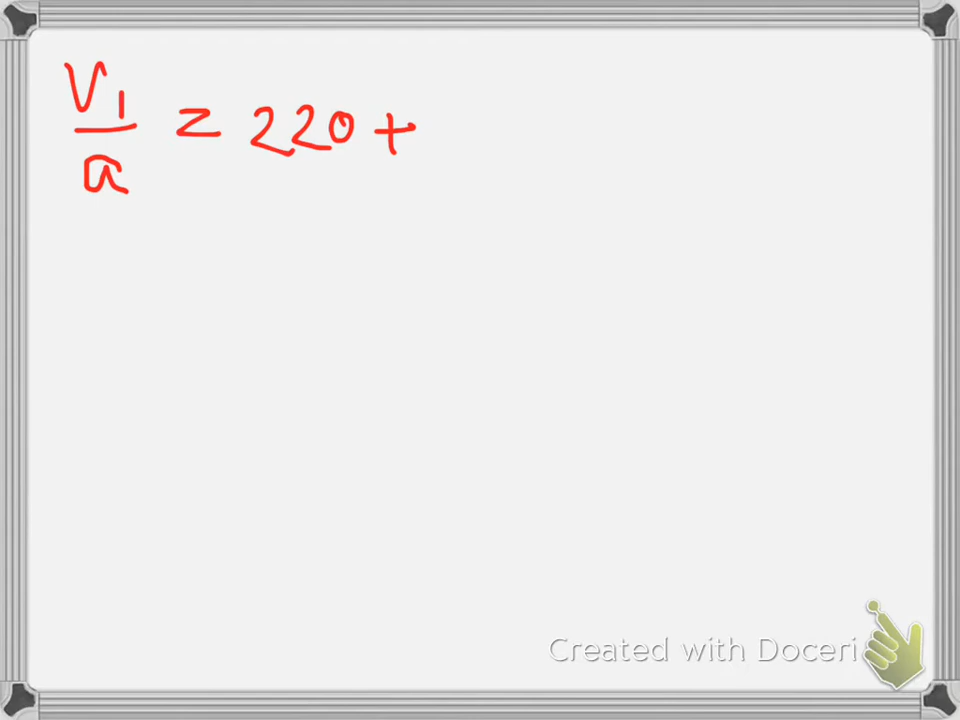 V1/a = 220 +
Created with Doceri